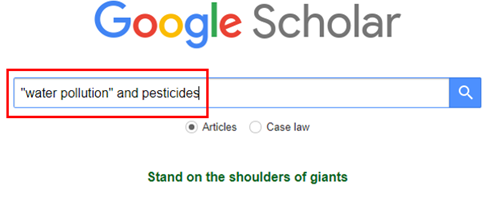 Google Scholar
"water pollution" and pesticides
Articles Case law
Stand on the shoulders of giants